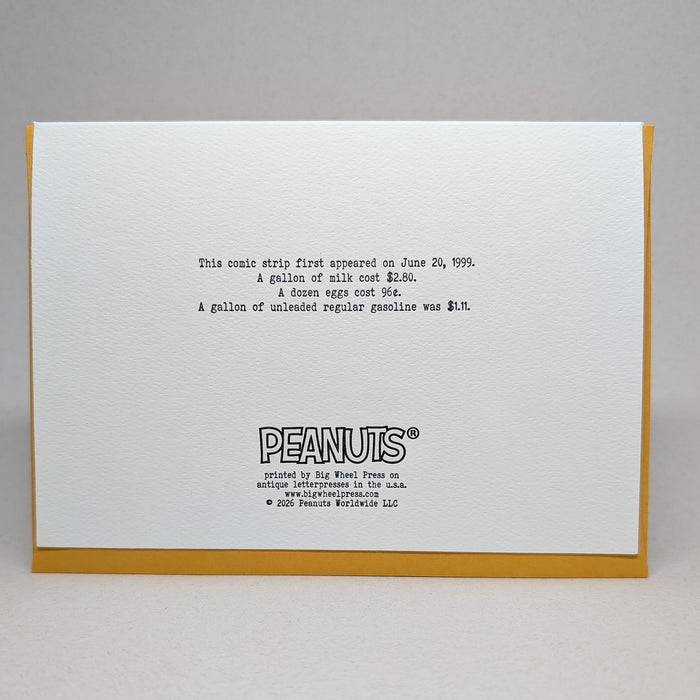 This comic strip first appeared on June 20, 1999.
A gallon of milk cost $2.80.
A dozen eggs cost 96¢.
A gallon of unleaded regular gasoline was $1.11.
PEANUTS®
printed by Big Wheel Press on
antique letterpresses in the u.s.a.
www.bigwheelpress.com
© 2026 Peanuts Worldwide LLC